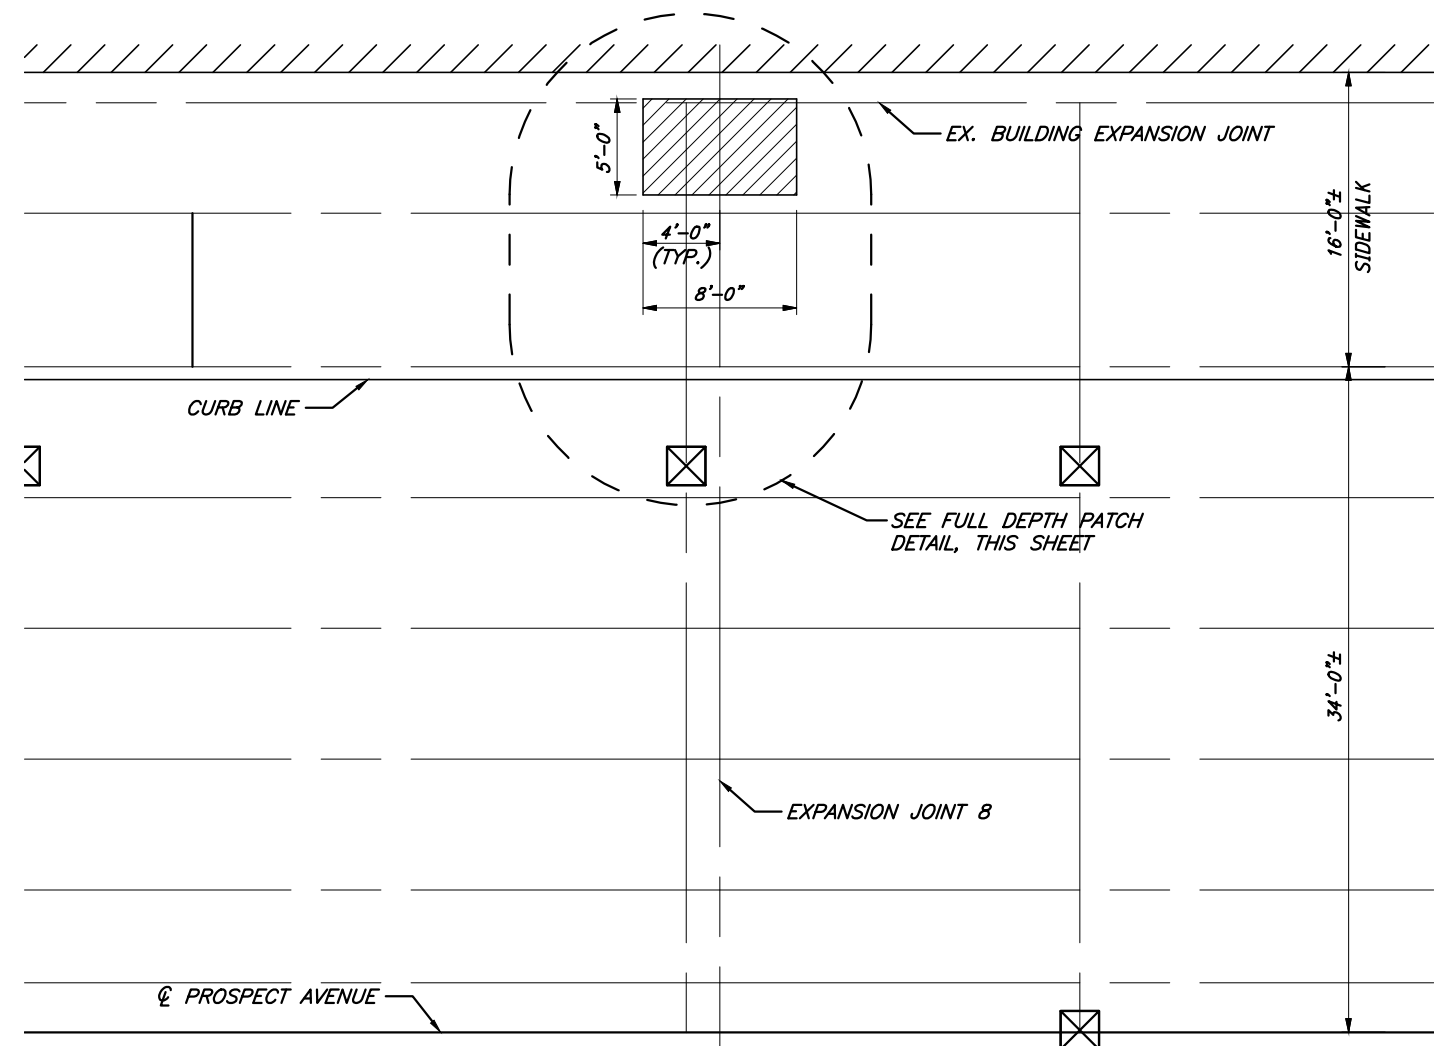 EX. BUILDING EXPANSION JOINT
5'-0"
4'-0"
(TYP.)
8'-0"
16'-0"±
SIDEWALK
CURB LINE
SEE FULL DEPTH PATCH
DETAIL, THIS SHEET
34'-0"±
EXPANSION JOINT 8
℄ PROSPECT AVENUE